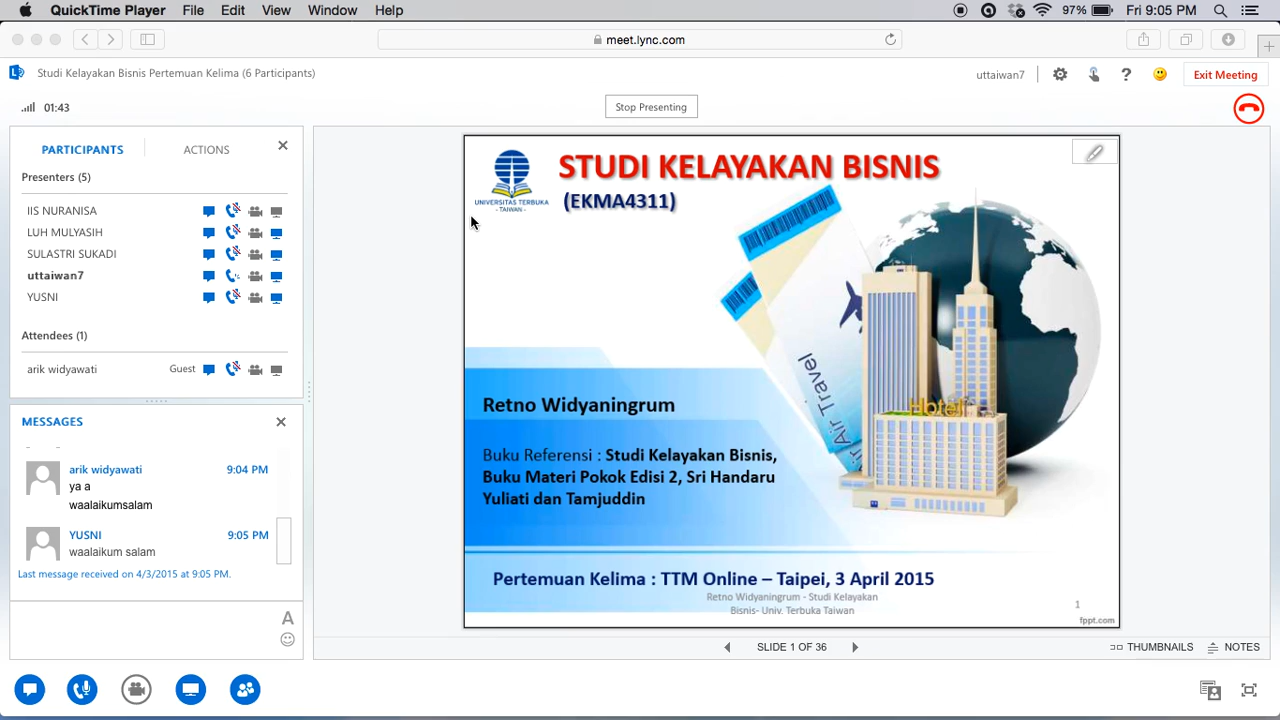 QuickTime Player File Edit View Window Help
97% Fri 9:05 PM
meet.lync.com
Studi Kelayakan Bisnis Pertemuan Kelima (6 Participants)
uttaiwan7
Exit Meeting
01:43
Stop Presenting
PARTICIPANTS ACTIONS
Presenters (5)
IIS NURANISA
LUH MULYASIH
SULASTRI SUKADI
uttaiwan7
YUSNI
Attendees (1)
arik widyawati Guest
MESSAGES
arik widyawati 9:04 PM
ya a
waalaikumsalam
YUSNI 9:05 PM
waalaikum salam
Last message received on 4/3/2015 at 9:05 PM.
A
UNIVERSITAS TERBUKA
- TAIWAN -
STUDI KELAYAKAN BISNIS
(EKMA4311)
Air Travel
Air
Hotel
Retno Widyaningrum
Buku Referensi : Studi Kelayakan Bisnis,
Buku Materi Pokok Edisi 2, Sri Handaru
Yuliati dan Tamjuddin
Pertemuan Kelima : TTM Online – Taipei, 3 April 2015
Retno Widyaningrum - Studi Kelayakan
Bisnis- Univ. Terbuka Taiwan
1
fppt.com
SLIDE 1 OF 36
THUMBNAILS
NOTES